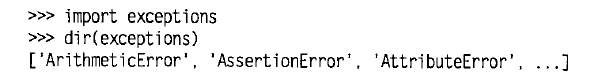 >>> import exceptions
>>> dir(exceptions)
['ArithmeticError', 'AssertionError', 'AttributeError', ...]